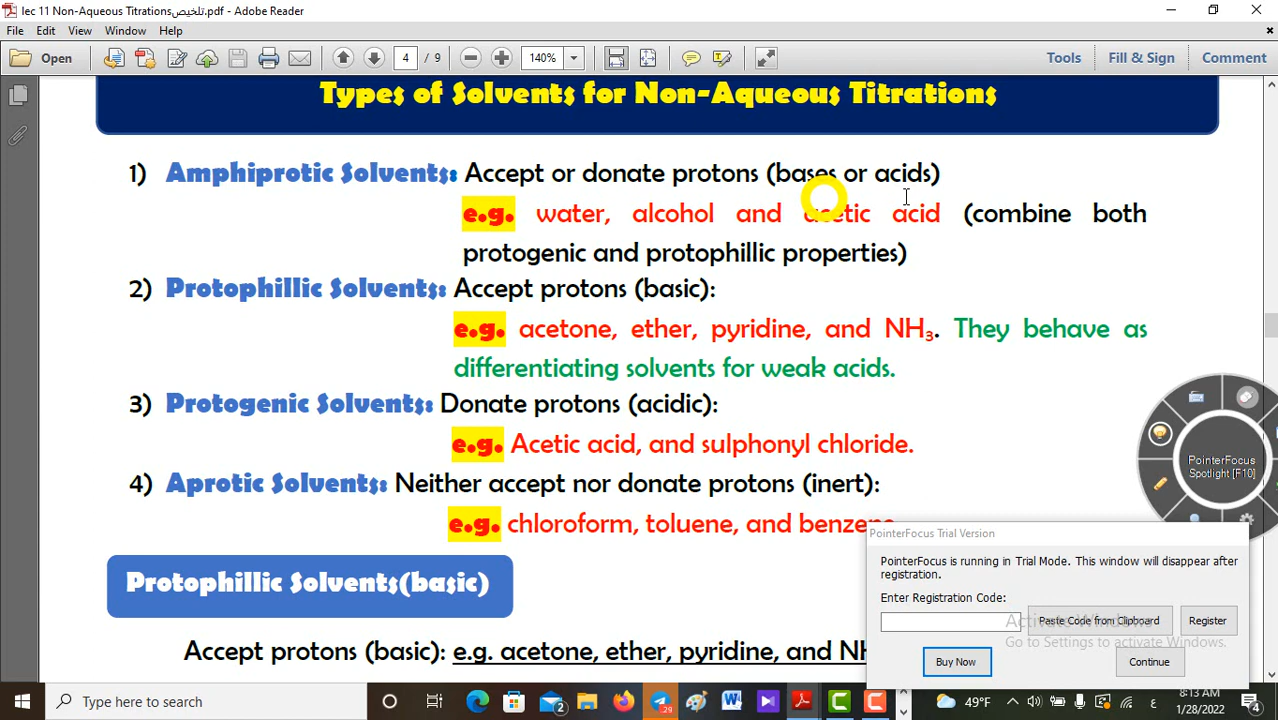 lec 11 Non-Aqueous Titrationsتلخيص.pdf - Adobe Reader
File Edit View Window Help
Open 4 / 9 140% Tools Fill & Sign Comment
Types of Solvents for Non-Aqueous Titrations
1) Amphiprotic Solvents: Accept or donate protons (bases or acids)
e.g. water, alcohol and acetic acid (combine both
protogenic and protophillic properties)
2) Protophillic Solvents: Accept protons (basic):
e.g. acetone, ether, pyridine, and NH₃. They behave as
differentiating solvents for weak acids.
3) Protogenic Solvents: Donate protons (acidic):
e.g. Acetic acid, and sulphonyl chloride.
4) Aprotic Solvents: Neither accept nor donate protons (inert):
e.g. chloroform, toluene, and benzene
PointerFocus
Spotlight [F10]
PointerFocus Trial Version
PointerFocus is running in Trial Mode. This window will disappear after
registration.
Enter Registration Code:
Paste Code from Clipboard Register
Buy Now Continue
Activate Windows
Go to Settings to activate Windows.
Protophillic Solvents(basic)
Accept protons (basic): e.g. acetone, ether, pyridine, and NH
Type here to search
2
29
49°F
ع
8:13 AM
1/28/2022
4